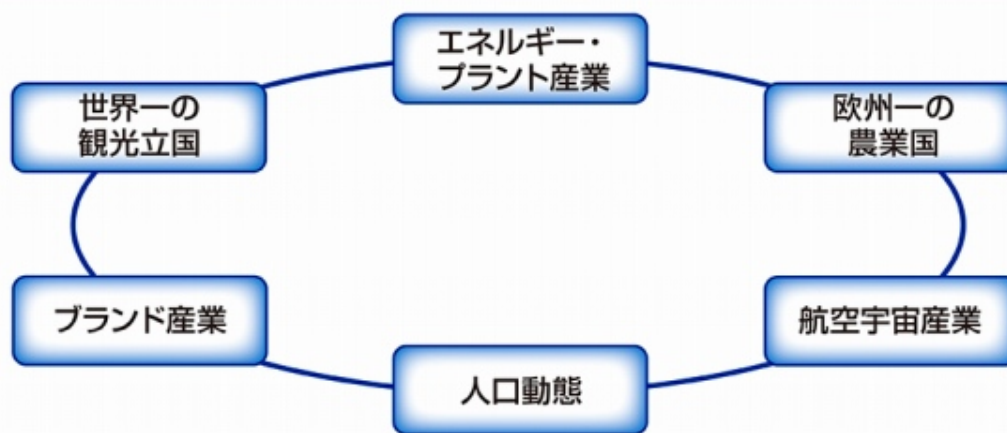 エネルギー・
プラント産業
世界一の
観光立国
欧州一の
農業国
ブランド産業
航空宇宙産業
人口動態